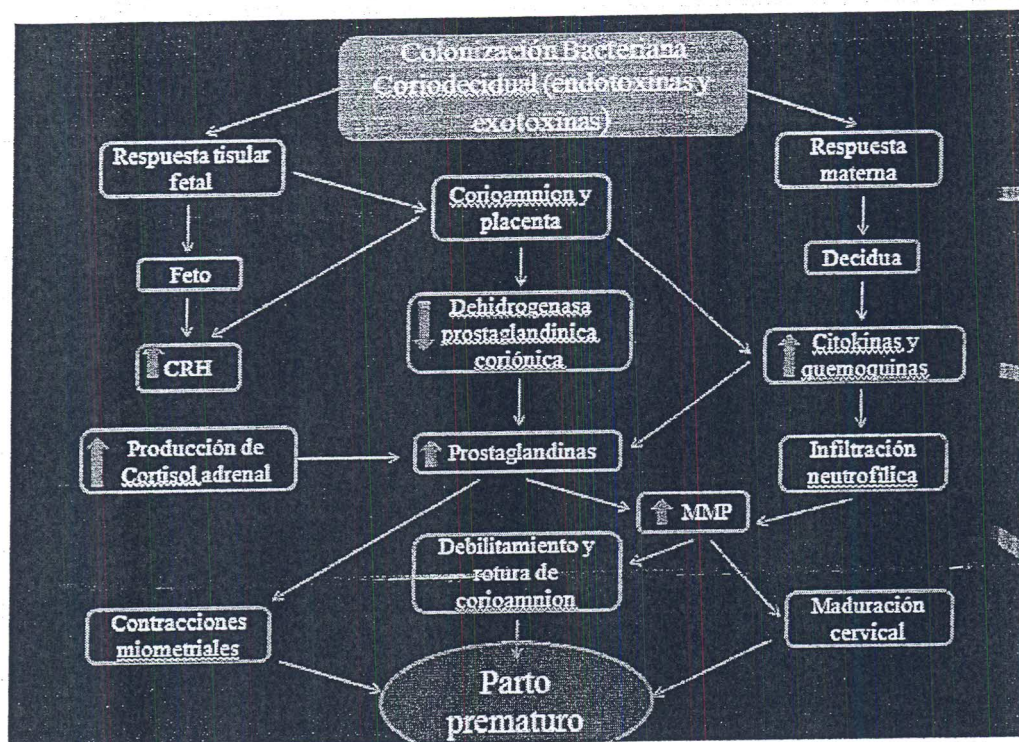 Colonización Bacteriana
Coriodecidual (endotoxinas y
exotoxinas)
Respuesta tisular
fetal
Respuesta
materna
Corioamnion y
placenta
Feto
Decidua
Dehidrogenasa
prostaglandínica
coriónica
CRH
Citokinas y
quemoquinas
Producción de
Cortisol adrenal
Prostaglandinas
Infiltración
neutrofílica
MMP
Debilitamiento y
rotura de
corioamnion
Contracciones
miometriales
Maduración
cervical
Parto
prematuro